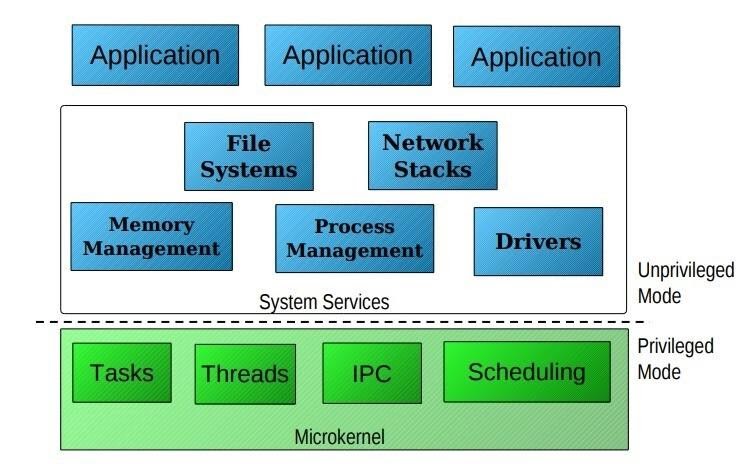 Application
Application
Application
File
Systems
Network
Stacks
Memory
Management
Process
Management
Drivers
System Services
Unprivileged
Mode
Privileged
Mode
Tasks
Threads
IPC
Scheduling
Microkernel